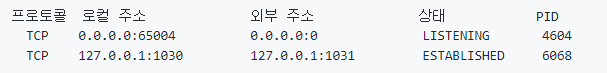 프로토콜 로컬 주소 외부 주소 상태 PID
TCP 0.0.0.0:65004 0.0.0.0:0 LISTENING 4604
TCP 127.0.0.1:1030 127.0.0.1:1031 ESTABLISHED 6068